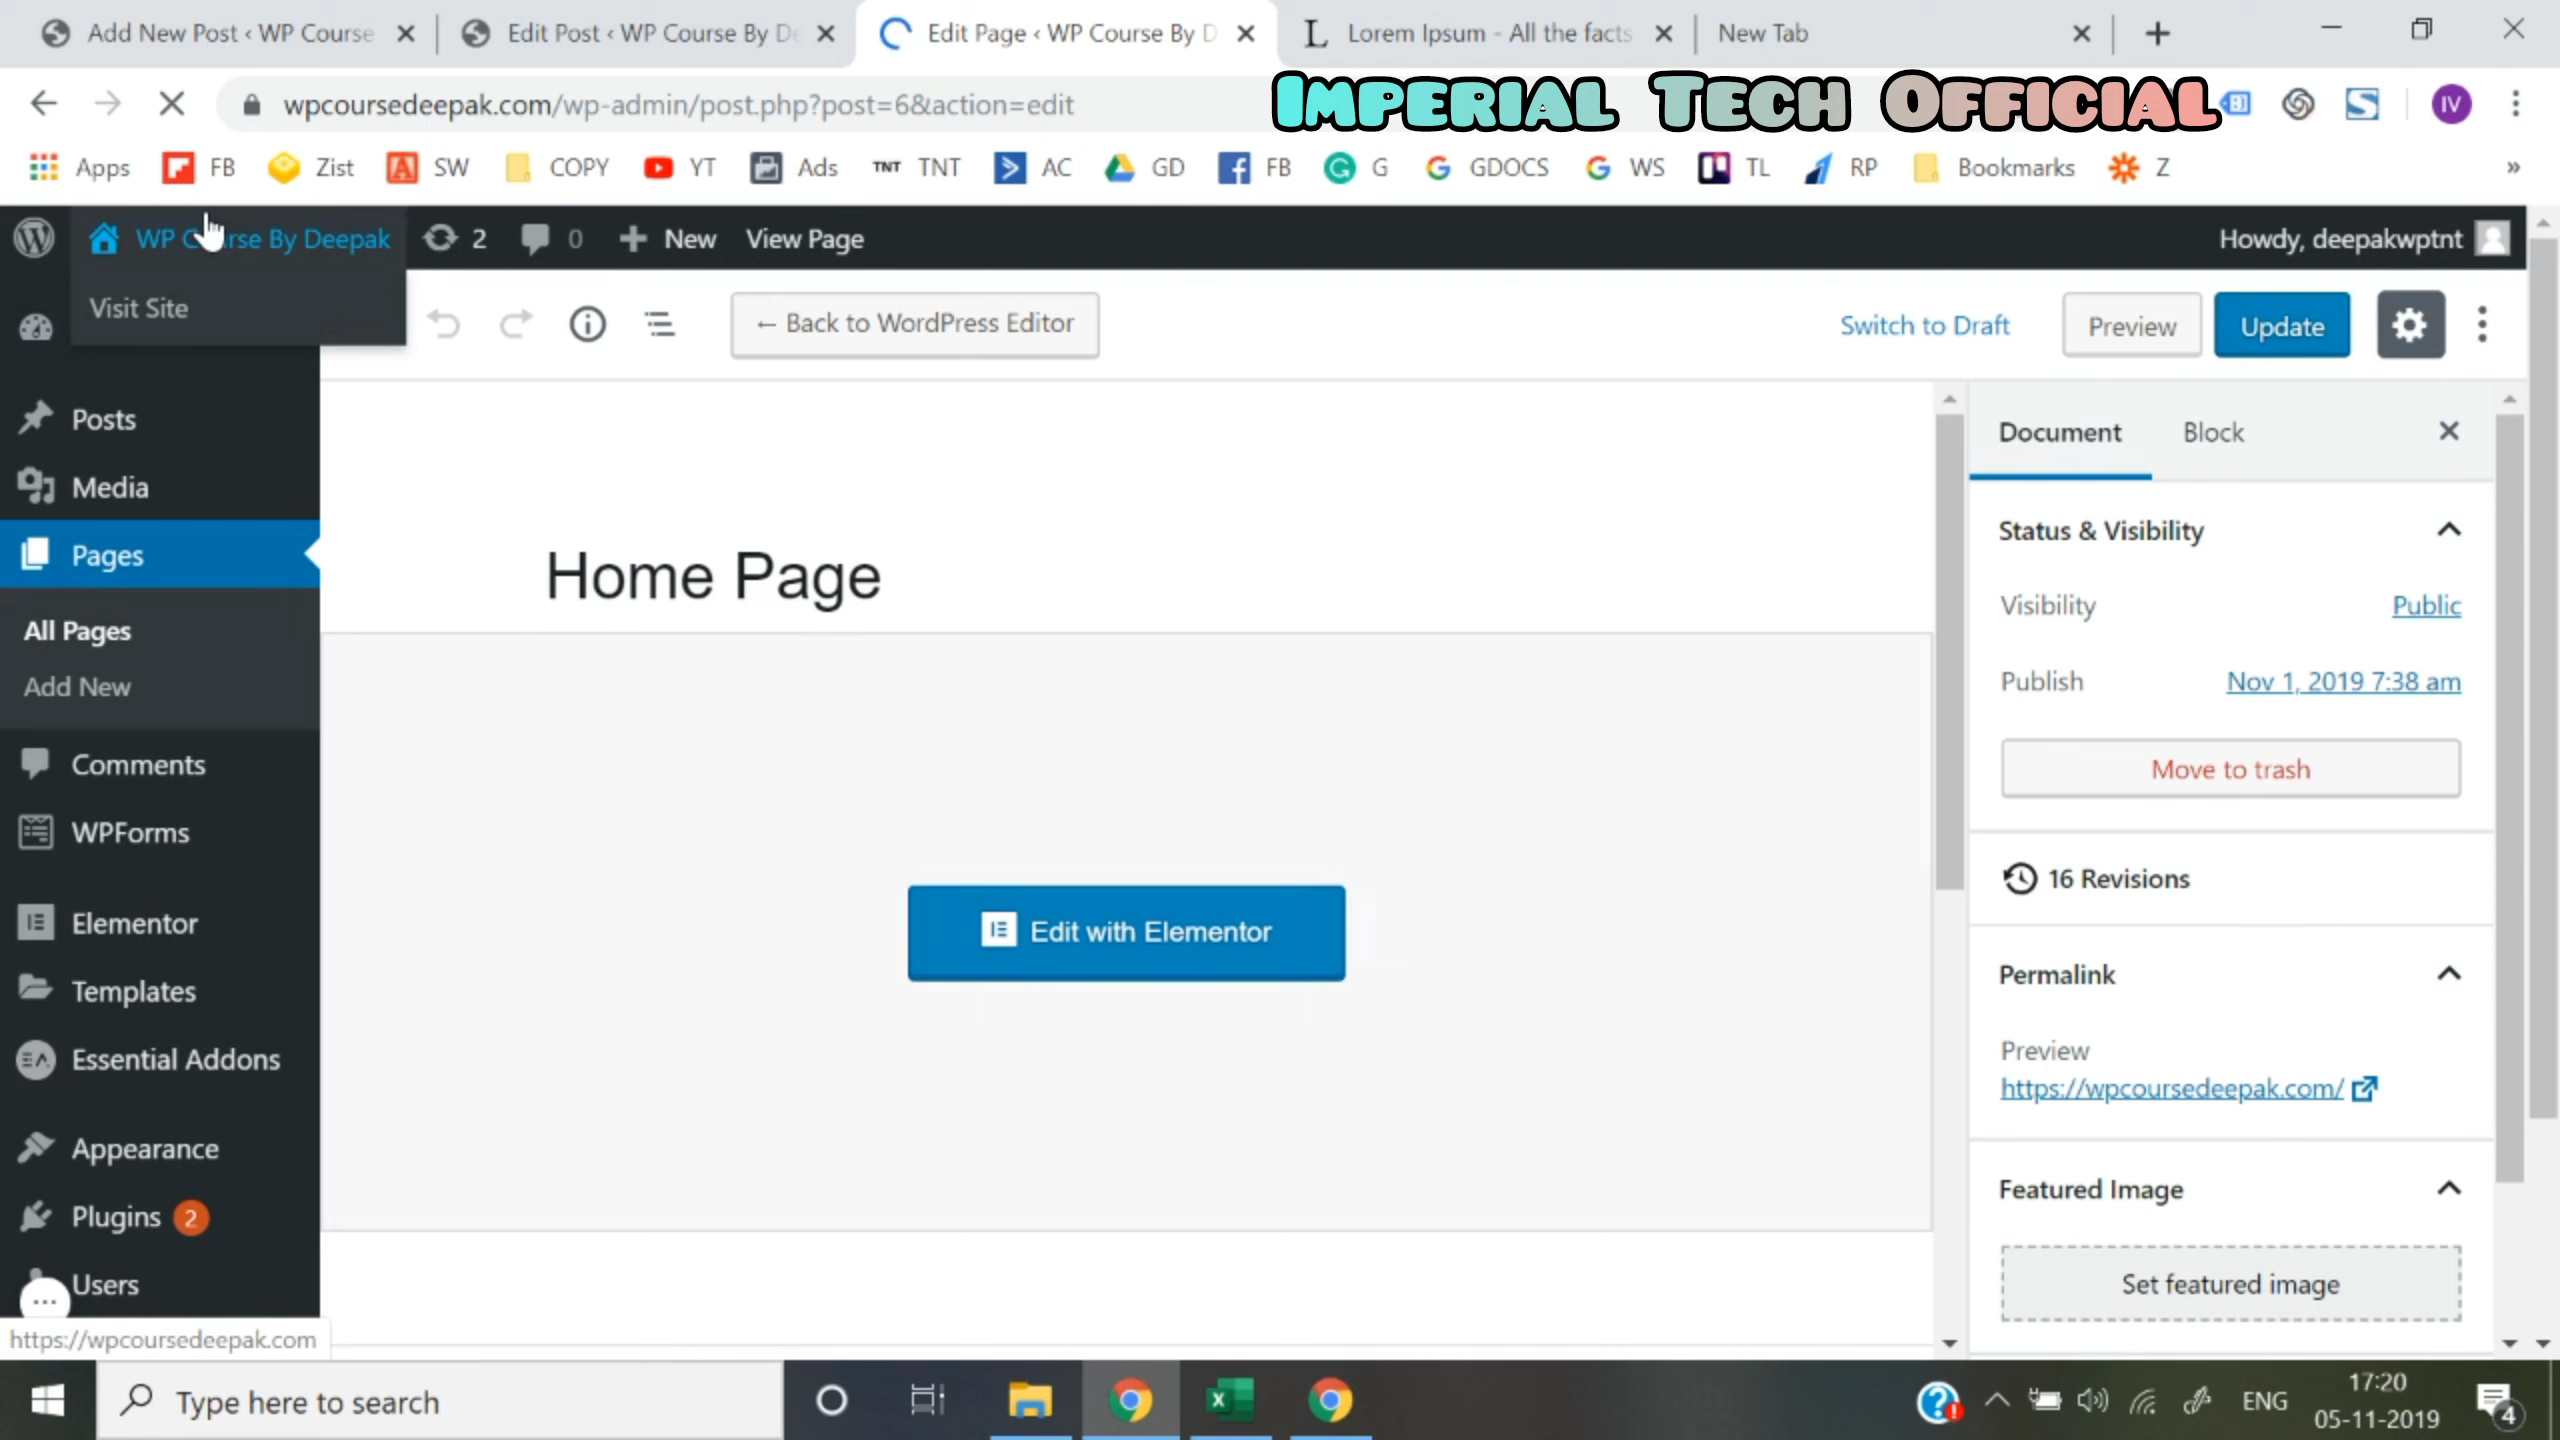 Add New Post ‹ WP Course
Edit Post ‹ WP Course By De
Edit Page ‹ WP Course By D
Lorem Ipsum - All the facts
New Tab
wpcoursedeepak.com/wp-admin/post.php?post=6&action=edit
Imperial Tech Official
IV
Apps
FB
Zist
SW
COPY
YT
Ads
TNT TNT
AC
GD
FB
G
GDOCS
WS
TL
RP
Bookmarks
Z
»
WP Course By Deepak
2
0
New
View Page
Howdy, deepakwptnt
Visit Site
← Back to WordPress Editor
Switch to Draft
Preview
Update
Posts
Media
Pages
All Pages
Add New
Comments
WPForms
Elementor
Templates
Essential Addons
Appearance
Plugins 2
Users
https://wpcoursedeepak.com
Home Page
Edit with Elementor
Document
Block
Status & Visibility
Visibility
Public
Publish
Nov 1, 2019 7:38 am
Move to trash
16 Revisions
Permalink
Preview
https://wpcoursedeepak.com/
Featured Image
Set featured image
Type here to search
ENG
17:20
05-11-2019
4